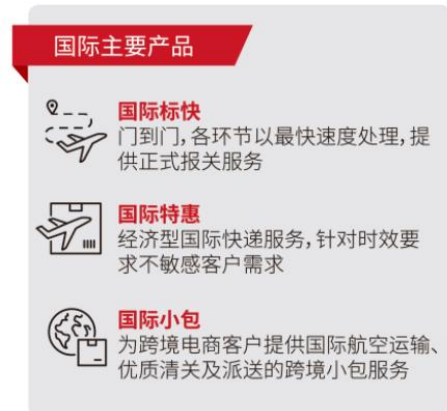 国际主要产品
国际标快
门到门,各环节以最快速度处理,提
供正式报关服务
国际特惠
经济型国际快递服务,针对时效要
求不敏感客户需求
国际小包
为跨境电商客户提供国际航空运输、
优质清关及派送的跨境小包服务